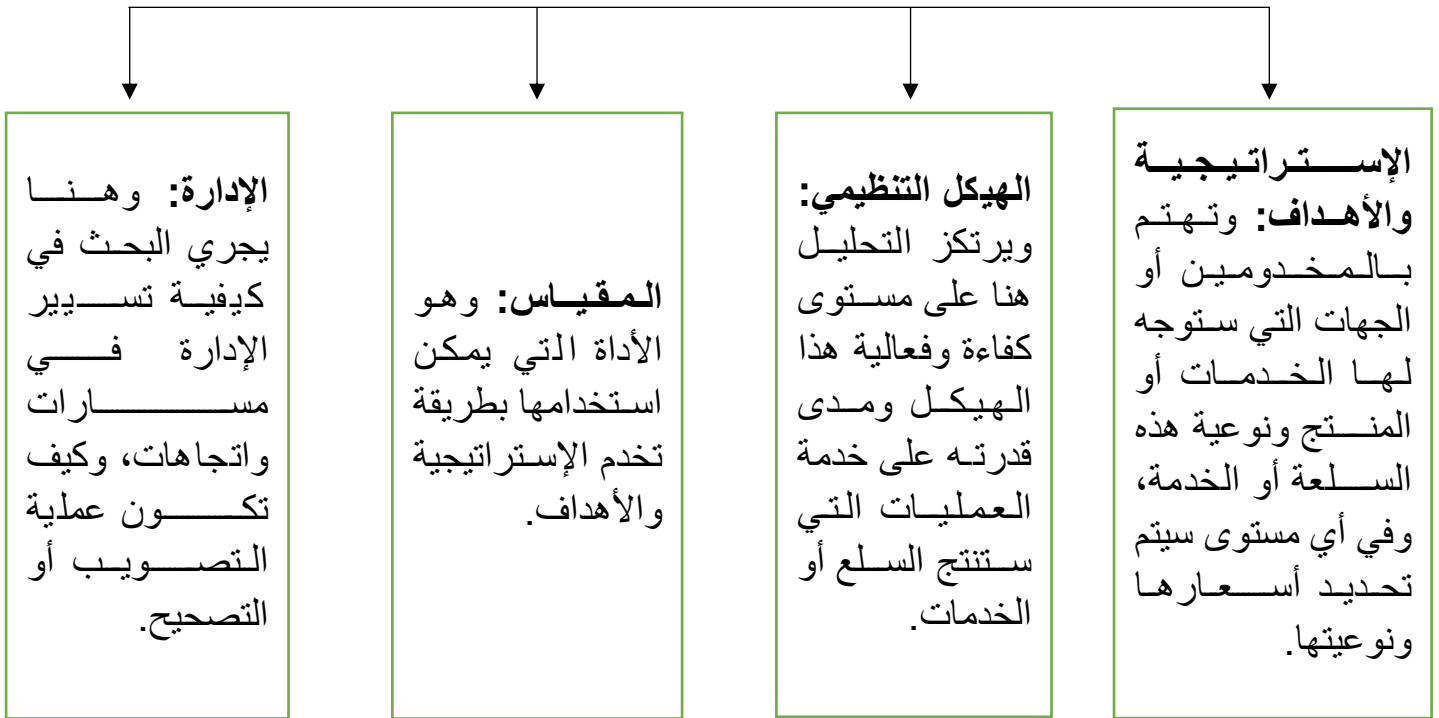 الإستراتيجية
والأهداف: وتهتم
بالمخدومين أو
الجهات التي ستوجه
لها الخدمات أو
المنتج ونوعية هذه
السلعة أو الخدمة،
وفي أي مستوى سيتم
تحديد أسعارها
ونوعيتها.
الهيكل التنظيمي:
ويرتكز التحليل
هنا على مستوى
كفاءة وفعالية هذا
الهيكل ومدى
قدرته على خدمة
العمليات التي
ستنتج السلع أو
الخدمات.
المقياس: وهو
الأداة التي يمكن
استخدامها بطريقة
تخدم الإستراتيجية
والأهداف.
الإدارة: وهنا
يجري البحث في
كيفية تسيير
الإدارة في
مسارات
واتجاهات، وكيف
تكون عملية
التصويب أو
التصحيح.